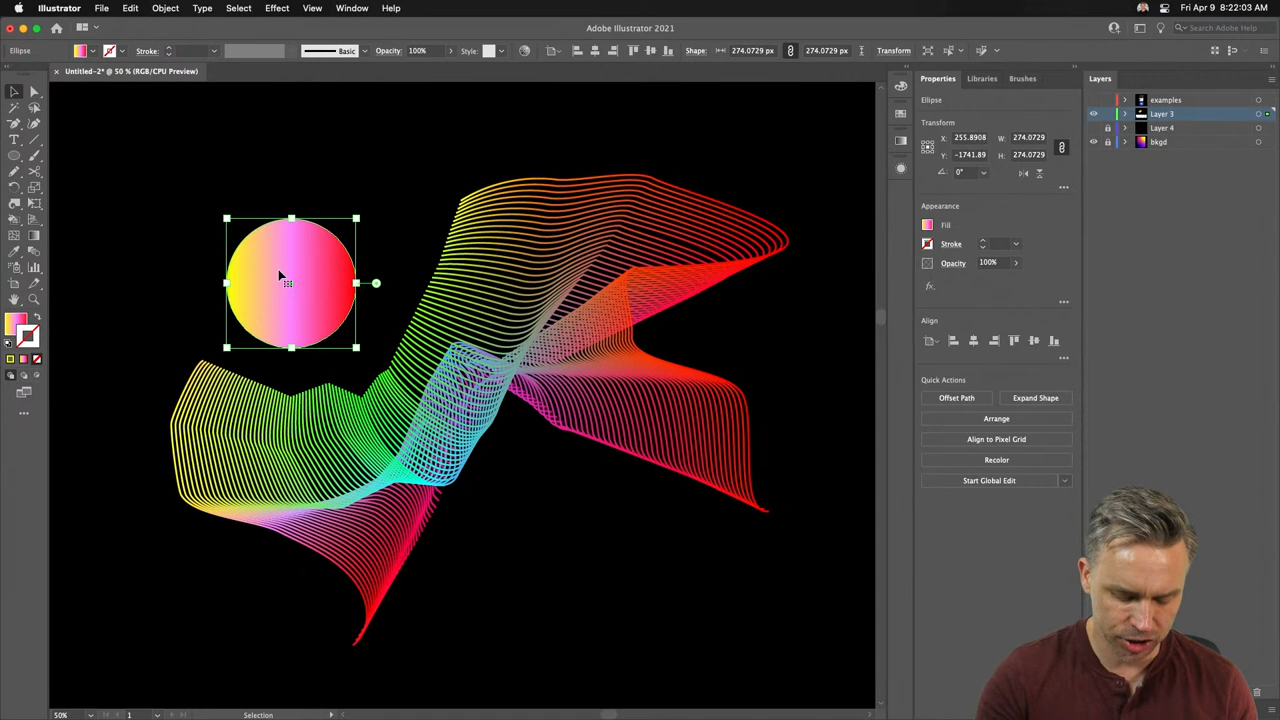 Illustrator File Edit Object Type Select Effect View Window Help Fri Apr 9 8:22:03 AM
Adobe Illustrator 2021 Search Adobe Help
Ellipse Stroke: Basic Opacity: 100% Style: Shape: 274.0729 px 274.0729 px Transform
× Untitled-2* @ 50 % (RGB/CPU Preview)
Properties Libraries Brushes Layers
Ellipse
examples
Layer 3
Transform
Layer 4
X: 255.8908 W: 274.0729
bkgd
Y: -1741.89 H: 274.0729
0°
Appearance
Fill
Stroke
Opacity 100%
fx.
Align
Quick Actions
Offset Path Expand Shape
Arrange
Align to Pixel Grid
Recolor
Start Global Edit
50% 1 Selection